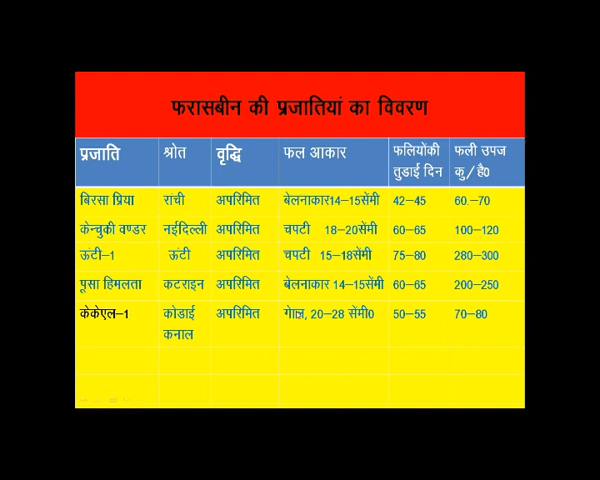 फरासबीन की प्रजातियां का विवरण
प्रजाति श्रोत वृद्धि फल आकार फलियोंकी तुडाई दिन फली उपज कु/है0
बिरसा प्रिया रांची अपरिमित बेलनाकार14–15सेंमी 42–45 60.–70
केन्चुकी वण्डर नईदिल्ली अपरिमित चपटी 18–20सेंमी 60–65 100–120
ऊंटी–1 ऊंटी अपरिमित चपटी 15–18सेंमी 75–80 280–300
पूसा हिमलता कटराइन अपरिमित बेलनाकार 14–15सेंमी 60–65 200–250
केकेएल–1 कोडाई कनाल अपरिमित गोल, 20–28 सेंमी0 50–55 70–80